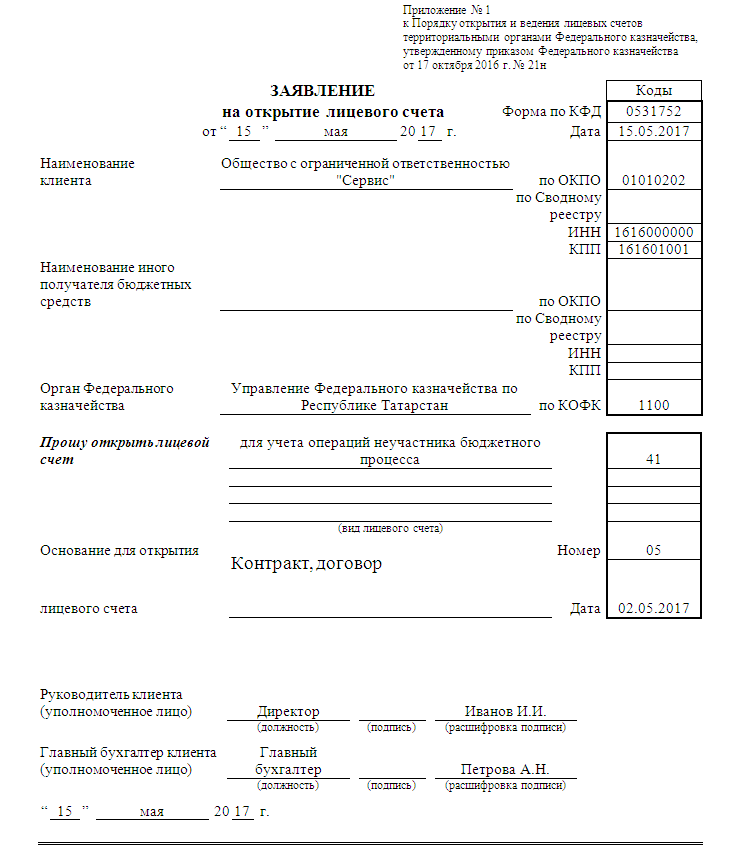 Приложение № 1
к Порядку открытия и ведения лицевых счетов
территориальными органами Федерального казначейства,
утвержденному приказом Федерального казначейства
от 17 октября 2016 г. № 21н
ЗАЯВЛЕНИЕ Коды
на открытие лицевого счета Форма по КФД 0531752
от “ 15 ” мая 20 17 г. Дата 15.05.2017
Наименование Общество с ограниченной ответственностью
клиента "Сервис" по ОКПО 01010202
по Сводному
реестру
ИНН 1616000000
КПП 161601001
Наименование иного
получателя бюджетных
средств по ОКПО
по Сводному
реестру
ИНН
КПП
Орган Федерального Управление Федерального казначейства по
казначейства Республике Татарстан по КОФК 1100
Прошу открыть лицевой для учета операций неучастника бюджетного
счет процесса 41
(вид лицевого счета)
Основание для открытия Номер 05
Контракт, договор
лицевого счета Дата 02.05.2017
Руководитель клиента
(уполномоченное лицо) Директор Иванов И.И.
(должность) (подпись) (расшифровка подписи)
Главный бухгалтер клиента Главный
(уполномоченное лицо) бухгалтер Петрова А.Н.
(должность) (подпись) (расшифровка подписи)
“ 15 ” мая 20 17 г.